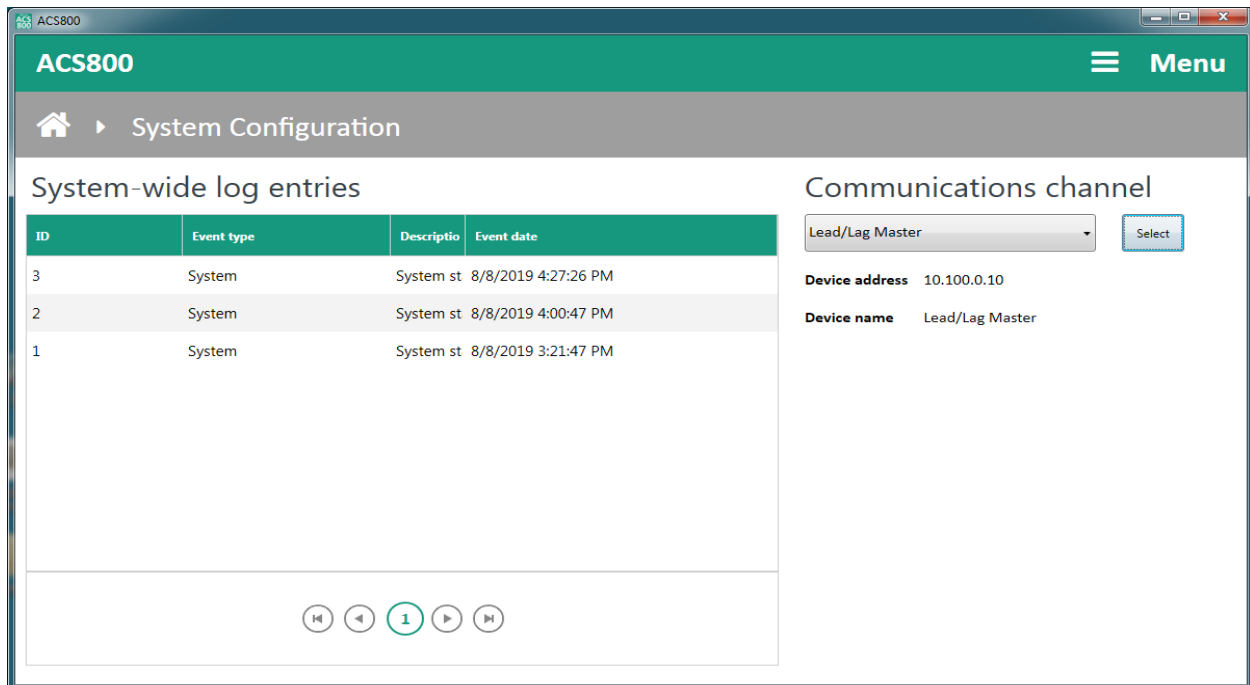 ACS 800 ACS800
ACS800 Menu
System Configuration
System-wide log entries
ID Event type Descriptio Event date
3 System System st 8/8/2019 4:27:26 PM
2 System System st 8/8/2019 4:00:47 PM
1 System System st 8/8/2019 3:21:47 PM
1
Communications channel
Lead/Lag Master Select
Device address 10.100.0.10
Device name Lead/Lag Master